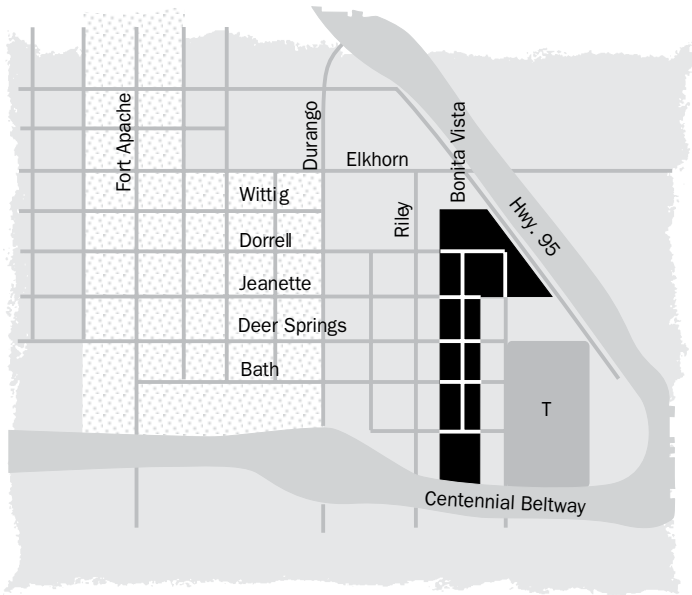 Fort Apache
Durango
Elkhorn
Bonita Vista
Wittig
Riley
Hwy. 95
Dorrell
Jeanette
Deer Springs
Bath
T
Centennial Beltway